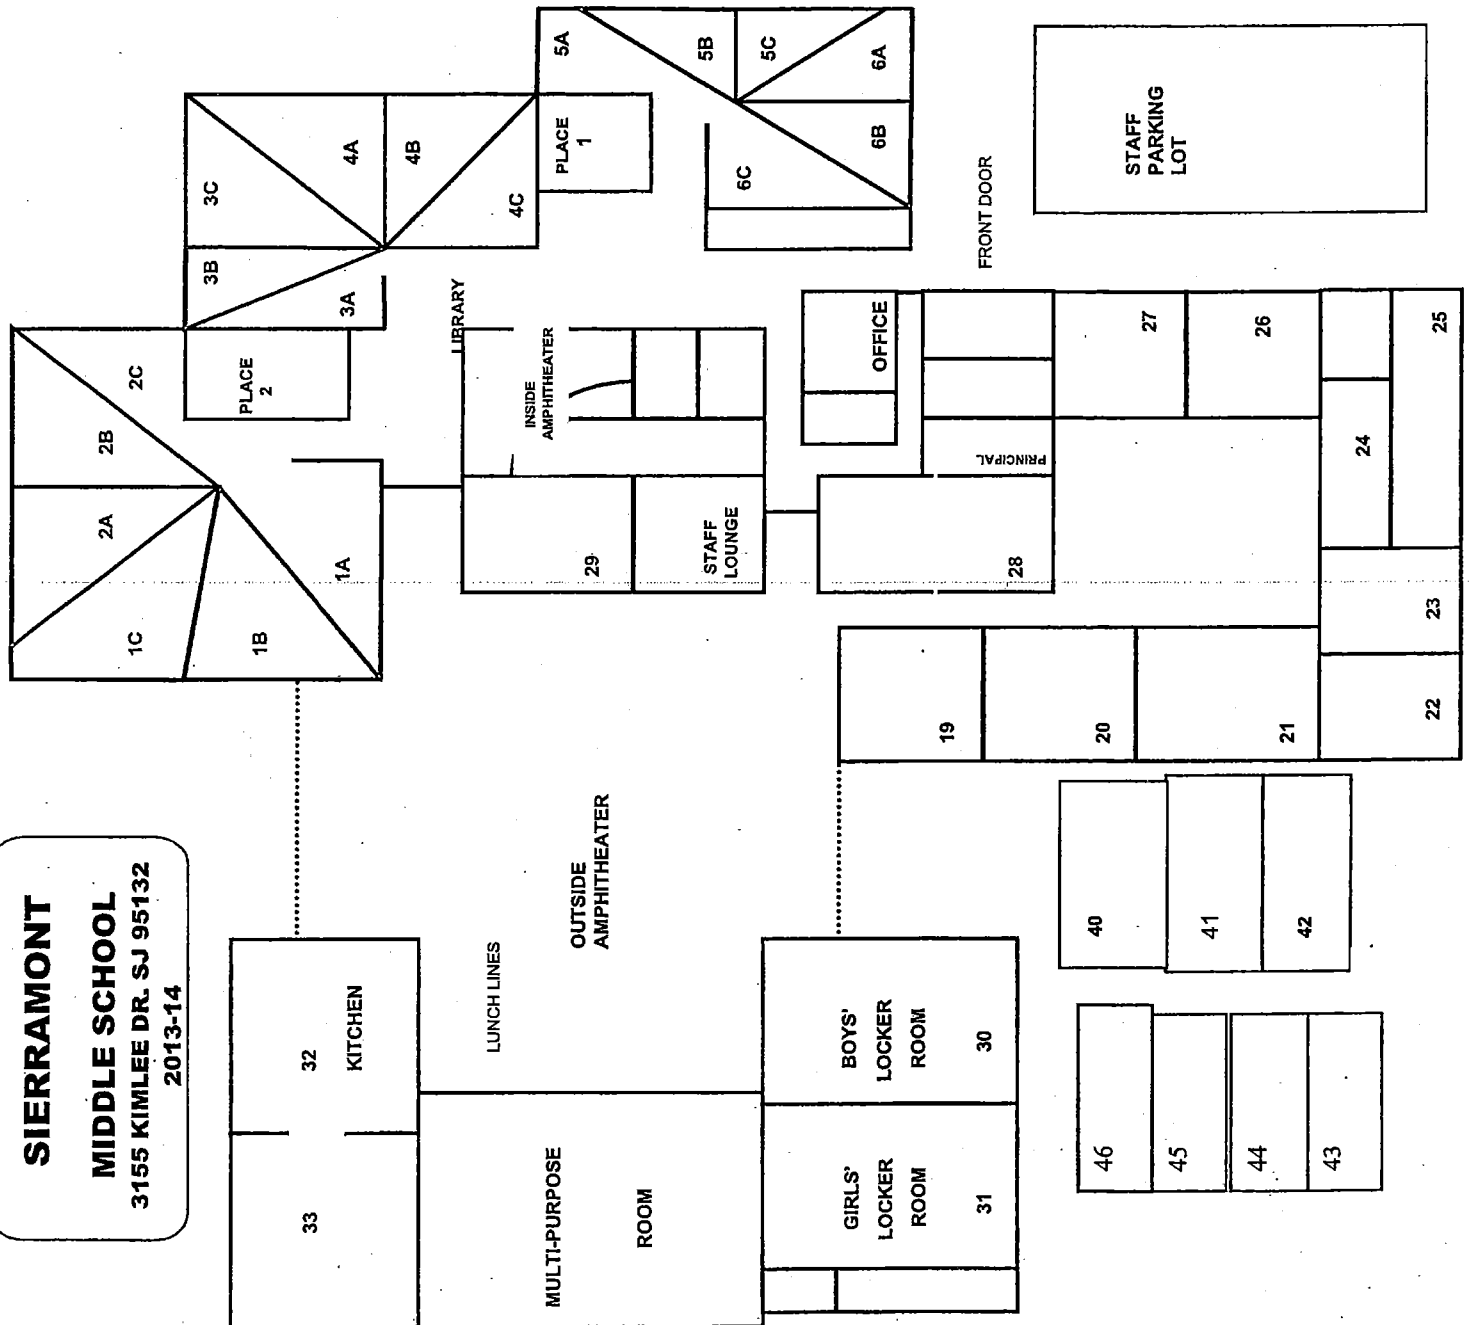 SIERRAMONT
MIDDLE SCHOOL
3155 KIMLEE DR. SJ 95132
2013-14
33
32
KITCHEN
LUNCH LINES
MULTI-PURPOSE
ROOM
OUTSIDE
AMPHITHEATER
GIRLS'
LOCKER
ROOM
31
BOYS'
LOCKER
ROOM
30
46
45
44
43
40
41
42
1C
1B
1A
2A
2B
2C
PLACE
2
3A
3B
3C
4A
4B
4C
PLACE
1
5A
5B
5C
6A
6B
6C
LIBRARY
INSIDE
AMPHITHEATER
29
STAFF
LOUNGE
OFFICE
PRINCIPAL
28
FRONT DOOR
STAFF
PARKING
LOT
19
20
21
22
23
24
25
26
27